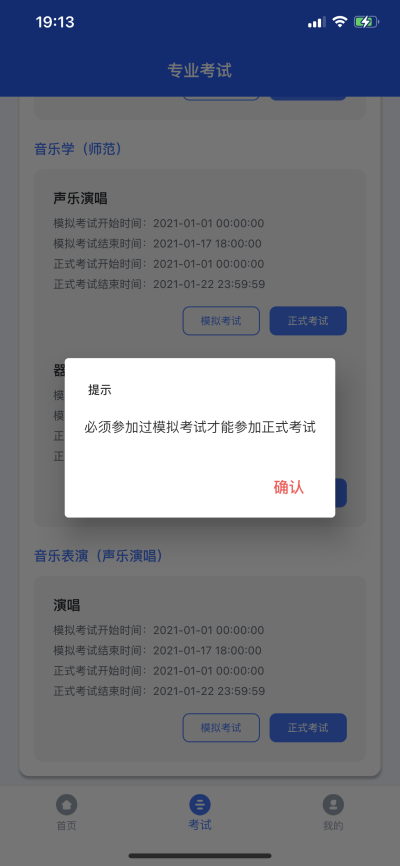 19:13
专业考试
音乐学（师范）
声乐演唱
模拟考试开始时间：2021-01-01 00:00:00
模拟考试结束时间：2021-01-17 18:00:00
正式考试开始时间：2021-01-01 00:00:00
正式考试结束时间：2021-01-22 23:59:59
模拟考试
正式考试
器
模
模
正
正
提示
必须参加过模拟考试才能参加正式考试
确认
音乐表演（声乐演唱）
演唱
模拟考试开始时间：2021-01-01 00:00:00
模拟考试结束时间：2021-01-17 18:00:00
正式考试开始时间：2021-01-01 00:00:00
正式考试结束时间：2021-01-22 23:59:59
模拟考试
正式考试
首页
考试
我的